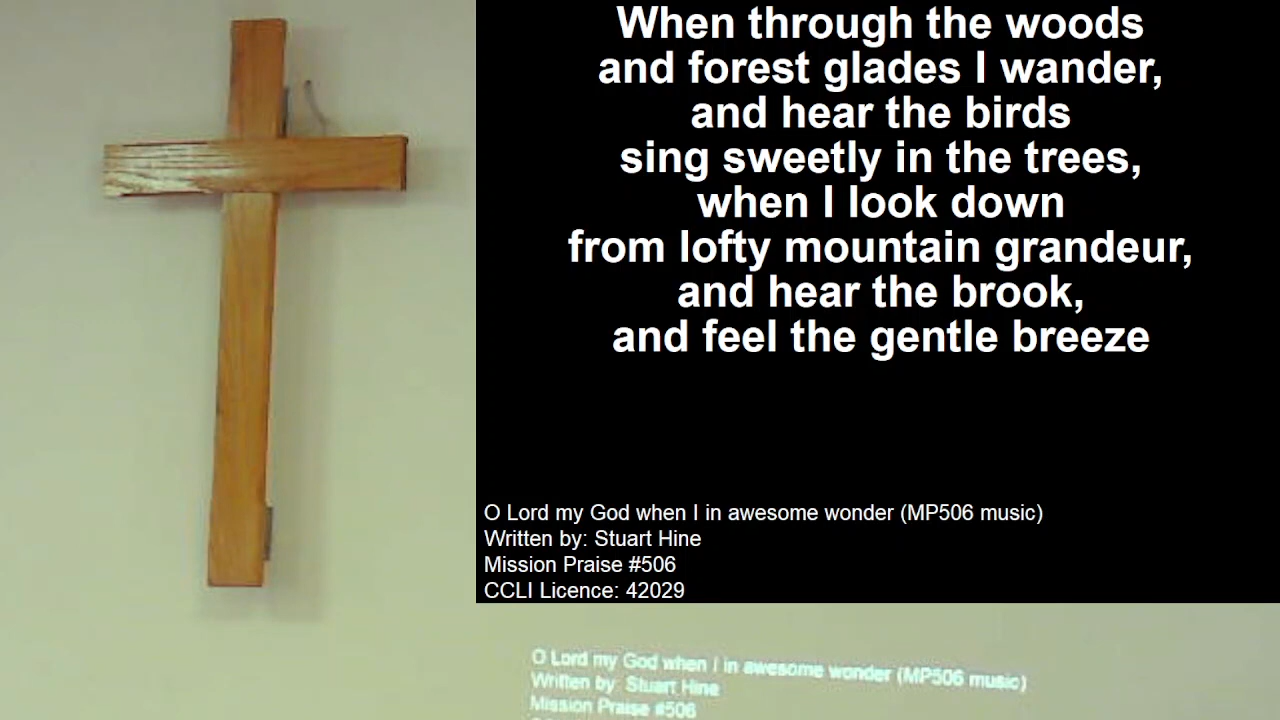 When through the woods
and forest glades I wander,
and hear the birds
sing sweetly in the trees,
when I look down
from lofty mountain grandeur,
and hear the brook,
and feel the gentle breeze
O Lord my God when I in awesome wonder (MP506 music)
Written by: Stuart Hine
Mission Praise #506
CCLI Licence: 42029
O Lord my God when I in awesome wonder (MP506 music)
Written by: Stuart Hine
Mission Praise #506